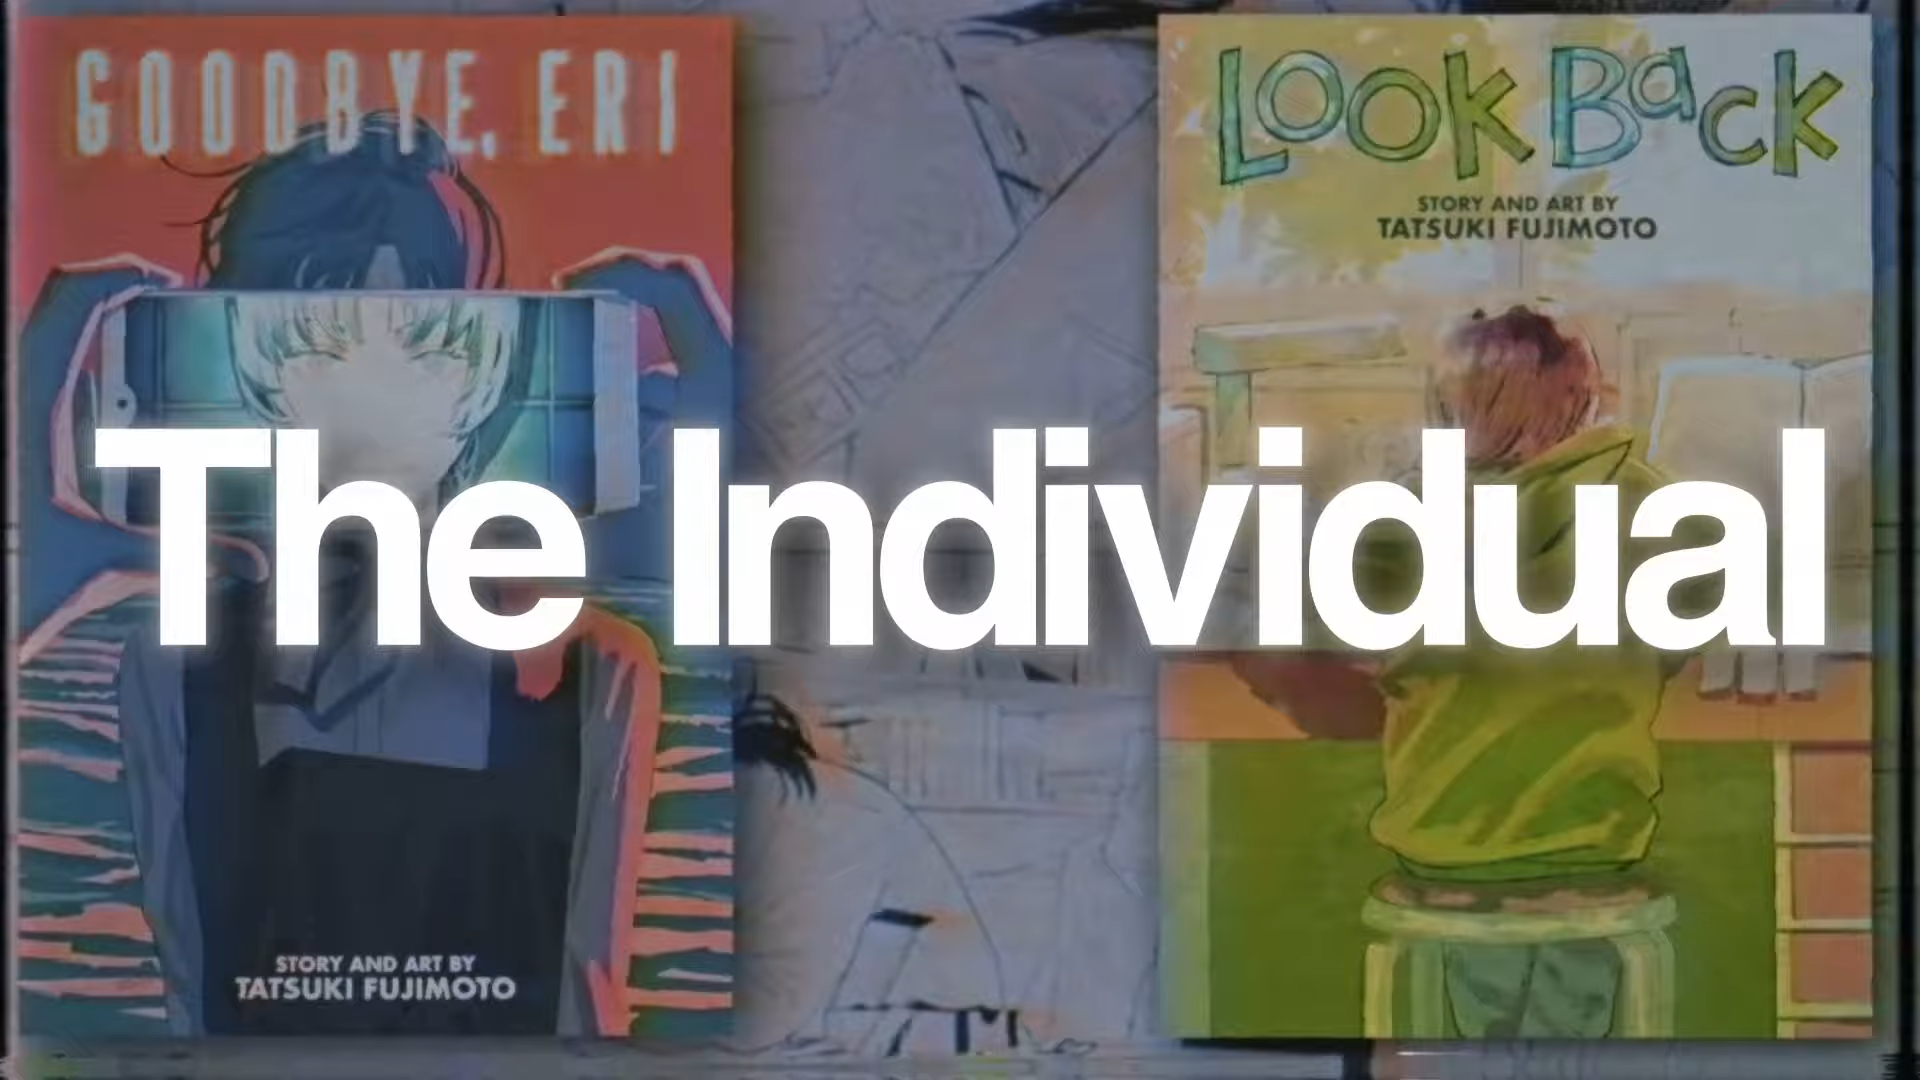 GOODBYE, ERI
LOOK BACK
STORY AND ART BY
TATSUKI FUJIMOTO
The Individual
STORY AND ART BY
TATSUKI FUJIMOTO